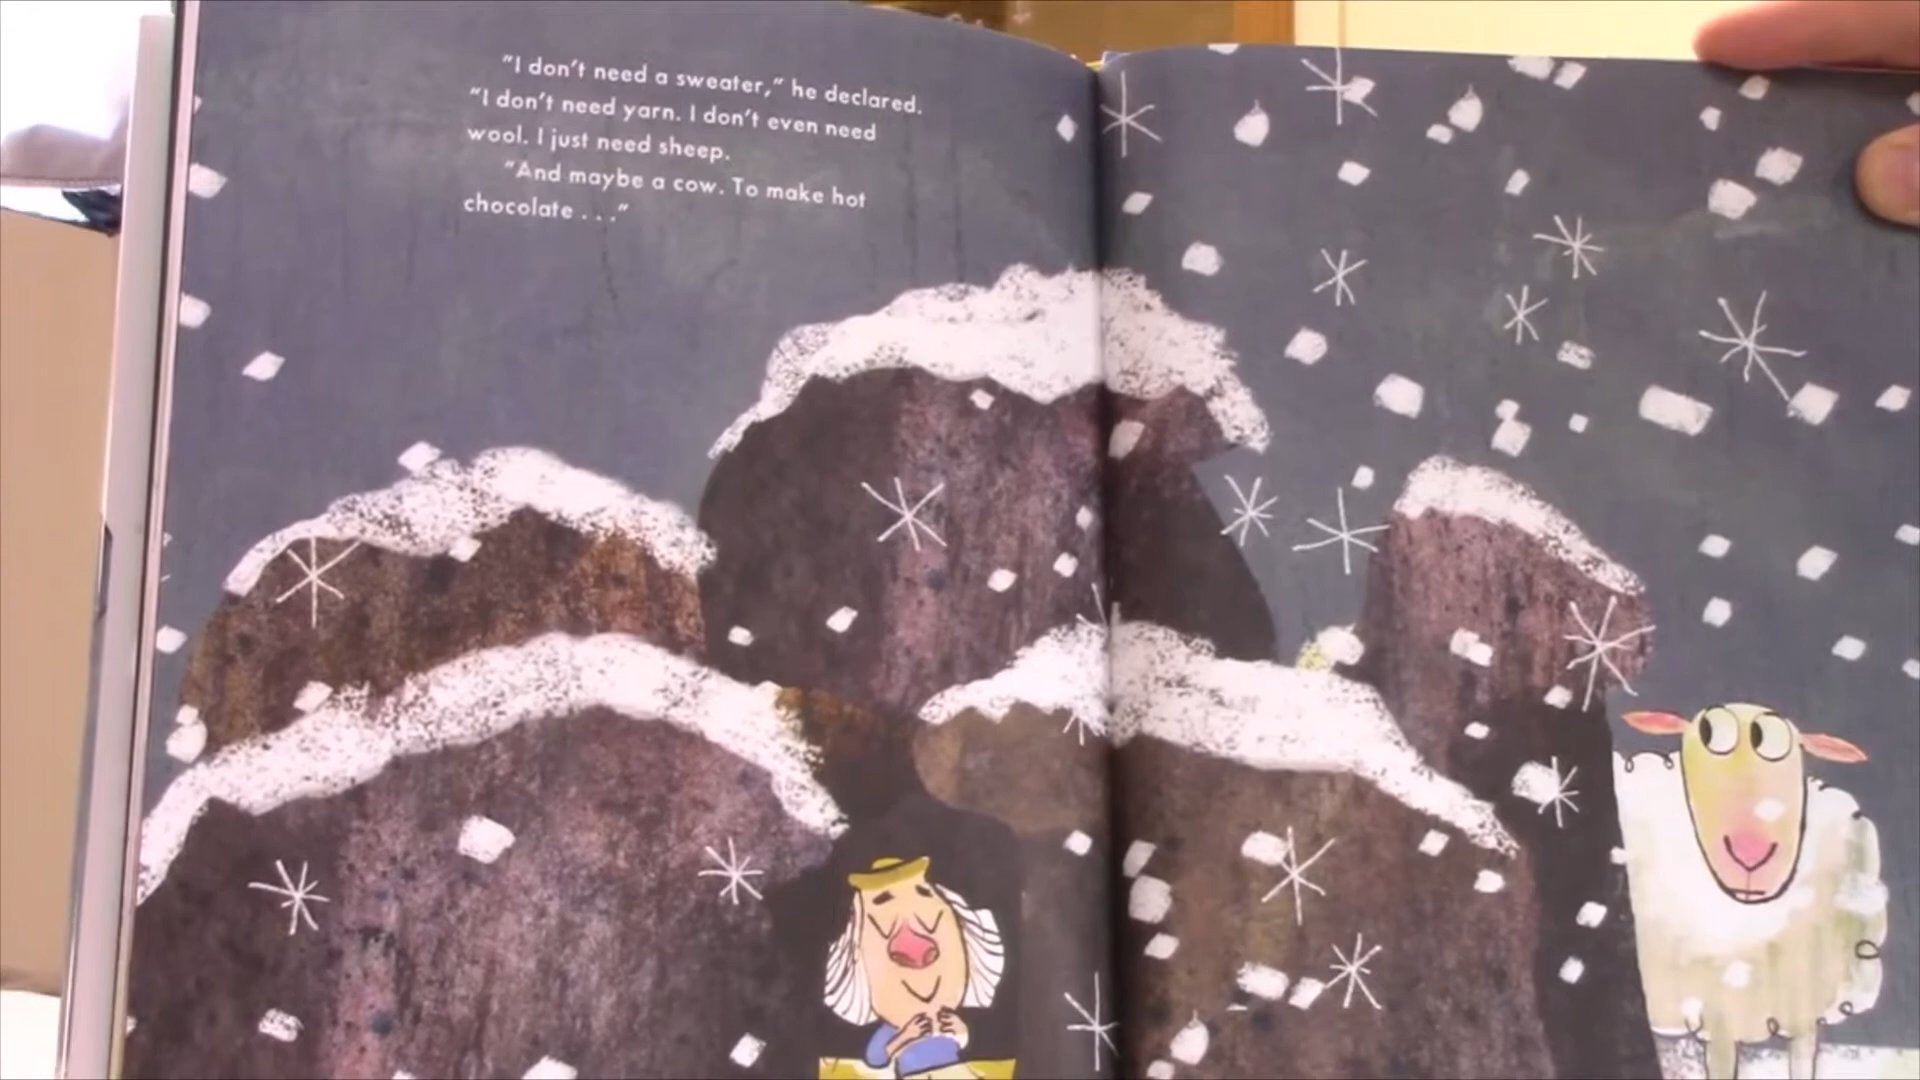 “I don’t need a sweater,” he declared.
“I don’t need yarn. I don’t even need
wool. I just need sheep.
“And maybe a cow. To make hot
chocolate . . .”